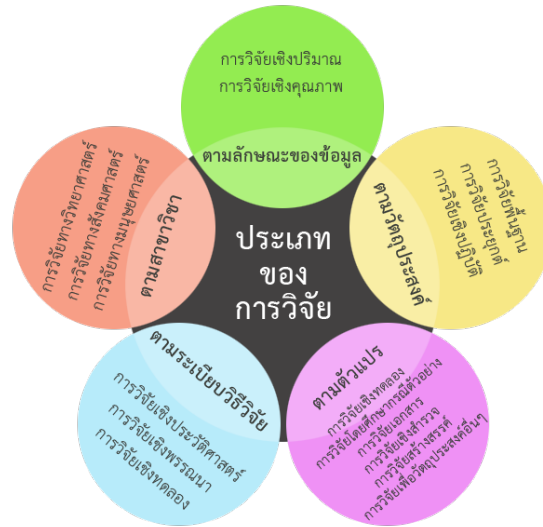 การวิจัยเชิงปริมาณ
การวิจัยเชิงคุณภาพ
ตามลักษณะของข้อมูล
การวิจัยพื้นฐาน
การวิจัยประยุกต์
การวิจัยเชิงปฏิบัติ
ตามวัตถุประสงค์
ประเภท
ของ
การวิจัย
การวิจัยทางวิทยาศาสตร์
การวิจัยทางสังคมศาสตร์
การวิจัยทางมนุษยศาสตร์
ตามสาขาวิชา
ตามระเบียบวิธีวิจัย
การวิจัยเชิงประวัติศาสตร์
การวิจัยเชิงพรรณนา
การวิจัยเชิงทดลอง
ตามตัวแปร
การวิจัยเชิงทดลอง
การวิจัยโดยศึกษากรณีตัวอย่าง
การวิจัยเอกสาร
การวิจัยเชิงสำรวจ
การวิจัยสร้างสรรค์
การวิจัยเพื่อวัตถุประสงค์อื่นๆ